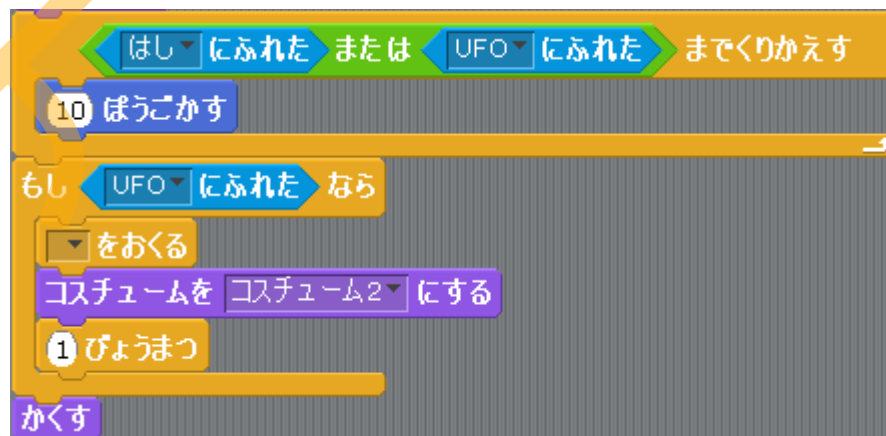 はし にふれた または UFO にふれた までくりかえす
10 ぽうごかす
もし UFO にふれた なら
をおくる
コスチュームを コスチューム2 にする
1 びょうまつ
かくす